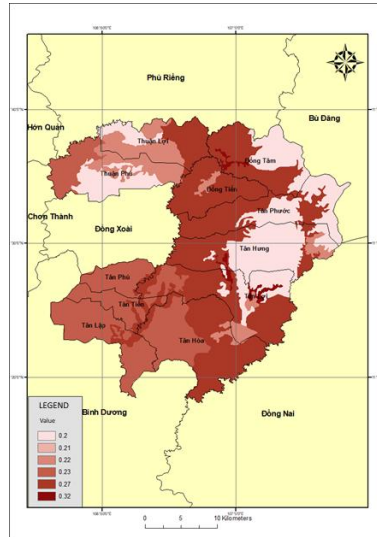 Phú Riềng
Bù Đăng
Hớn Quản
Thuận Lợi
Đồng Tâm
Thuận Phú
Đồng Tiến
Chơn Thành
Tân Phước
Đồng Xoài
Tân Hưng
Tân Phú
Tân Tiến
Tân Lập
Tân Hòa
LEGEND
Value
0.2
0.21
0.22
0.23
0.27
0.32
Bình Dương
Đồng Nai
0 5 10 Kilometers